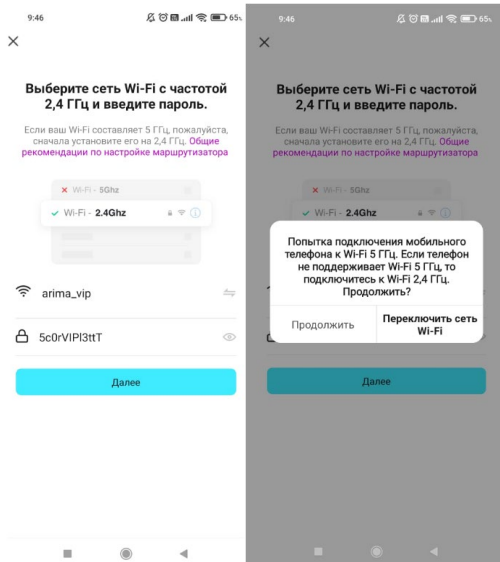 9:46
65%
Выберите сеть Wi-Fi с частотой
2,4 ГГц и введите пароль.
Если ваш Wi-Fi составляет 5 ГГц, пожалуйста,
сначала установите его на 2,4 ГГц. Общие
рекомендации по настройке маршрутизатора
Wi-Fi - 5Ghz
Wi-Fi - 2.4Ghz
arima_vip
5c0rVIPl3ttT
Далее
9:46
65%
Выберите сеть Wi-Fi с частотой
2,4 ГГц и введите пароль.
Если ваш Wi-Fi составляет 5 ГГц, пожалуйста,
сначала установите его на 2,4 ГГц. Общие
рекомендации по настройке маршрутизатора
Wi-Fi - 5Ghz
Wi-Fi - 2.4Ghz
Попытка подключения мобильного
телефона к Wi-Fi 5 ГГц. Если телефон
не поддерживает Wi-Fi 5 ГГц, то
подключитесь к Wi-Fi 2,4 ГГц.
Продолжить?
Продолжить
Переключить сеть
Wi-Fi
Далее